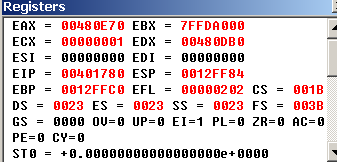 Registers
EAX = 00480E70 EBX = 7FFDA000
ECX = 00000001 EDX = 00480DB0
ESI = 00000000 EDI = 00000000
EIP = 00401780 ESP = 0012FF84
EBP = 0012FFC0 EFL = 00000202 CS = 001B
DS = 0023 ES = 0023 SS = 0023 FS = 003B
GS = 0000 OV=0 UP=0 EI=1 PL=0 ZR=0 AC=0
PE=0 CY=0
ST0 = +0.0000000000000000e+0000